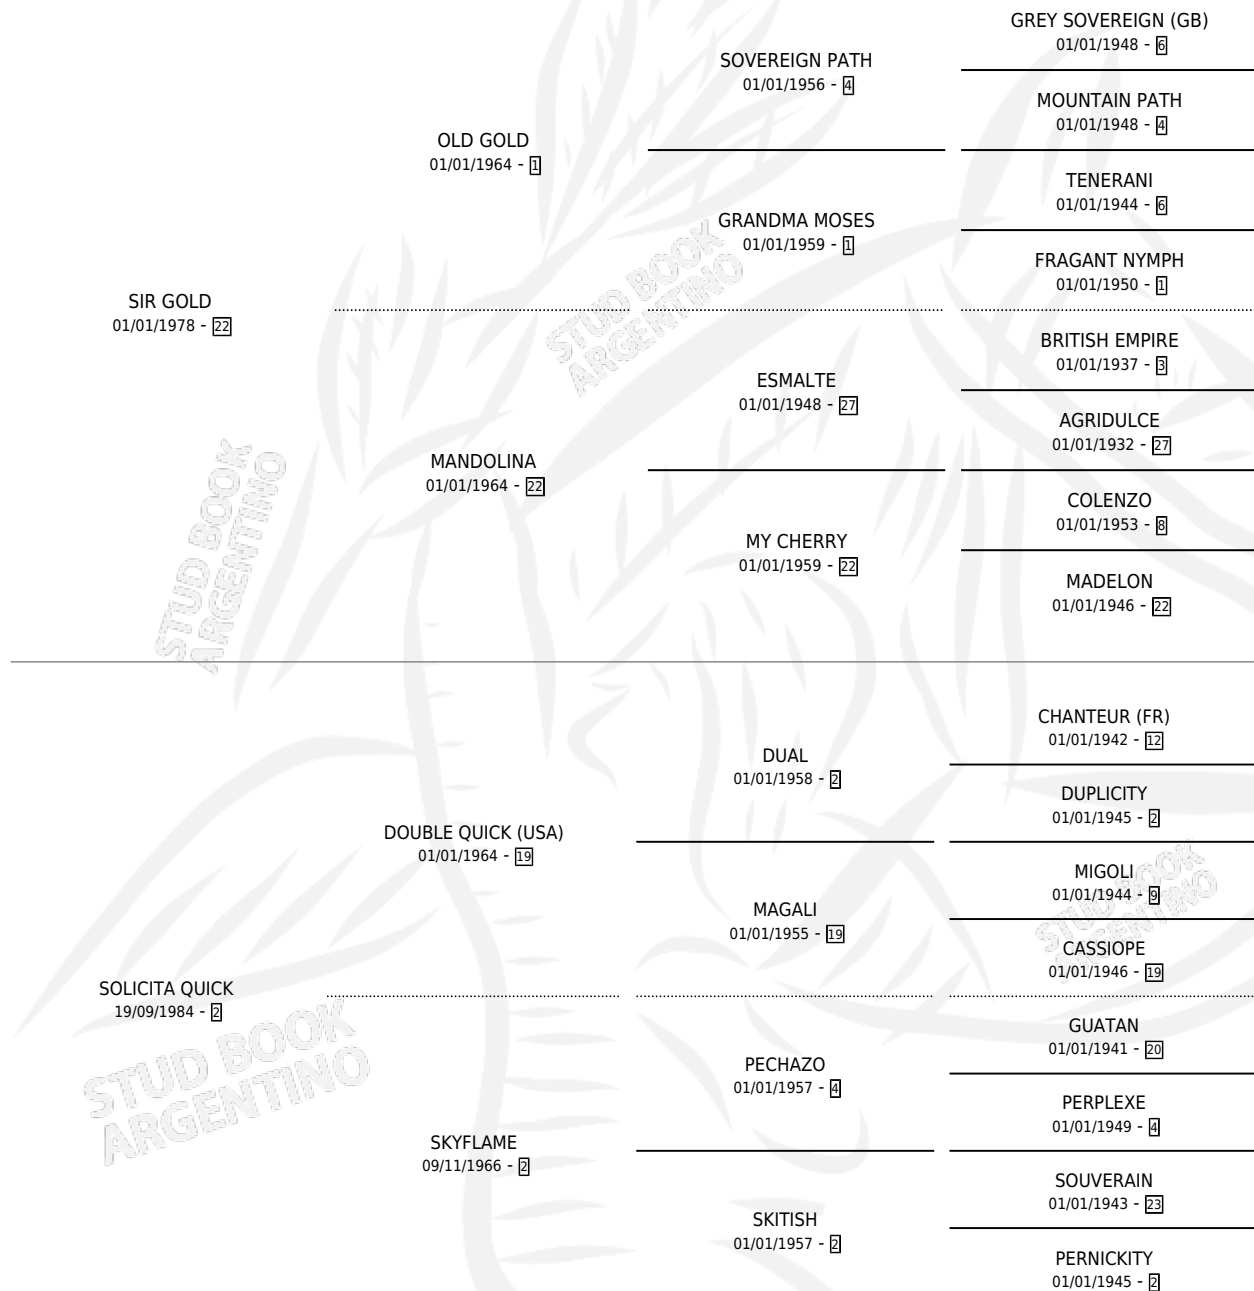 GREY SOVEREIGN (GB)
01/01/1948 - 6
SOVEREIGN PATH
01/01/1956 - 4
MOUNTAIN PATH
01/01/1948 - 4
OLD GOLD
01/01/1964 - 1
TENERANI
01/01/1944 - 6
GRANDMA MOSES
01/01/1959 - 1
FRAGANT NYMPH
01/01/1950 - 1
SIR GOLD
01/01/1978 - 22
BRITISH EMPIRE
01/01/1937 - 3
ESMALTE
01/01/1948 - 27
AGRIDULCE
01/01/1932 - 27
MANDOLINA
01/01/1964 - 22
COLENZO
01/01/1953 - 8
MY CHERRY
01/01/1959 - 22
MADELON
01/01/1946 - 22
CHANTEUR (FR)
01/01/1942 - 12
DUAL
01/01/1958 - 2
DUPLICITY
01/01/1945 - 2
DOUBLE QUICK (USA)
01/01/1964 - 19
MIGOLI
01/01/1944 - 9
MAGALI
01/01/1955 - 19
CASSIOPE
01/01/1946 - 19
SOLICITA QUICK
19/09/1984 - 2
GUATAN
01/01/1941 - 20
PECHAZO
01/01/1957 - 4
PERPLEXE
01/01/1949 - 4
SKYFLAME
09/11/1966 - 2
SOUVERAIN
01/01/1943 - 23
SKITISH
01/01/1957 - 2
PERNICKITY
01/01/1945 - 2
STUD BOOK
ARGENTINO
STUD BOOK
ARGENTINO
STUD BOOK
ARGENTINO
STUD BOOK
ARGENTINO